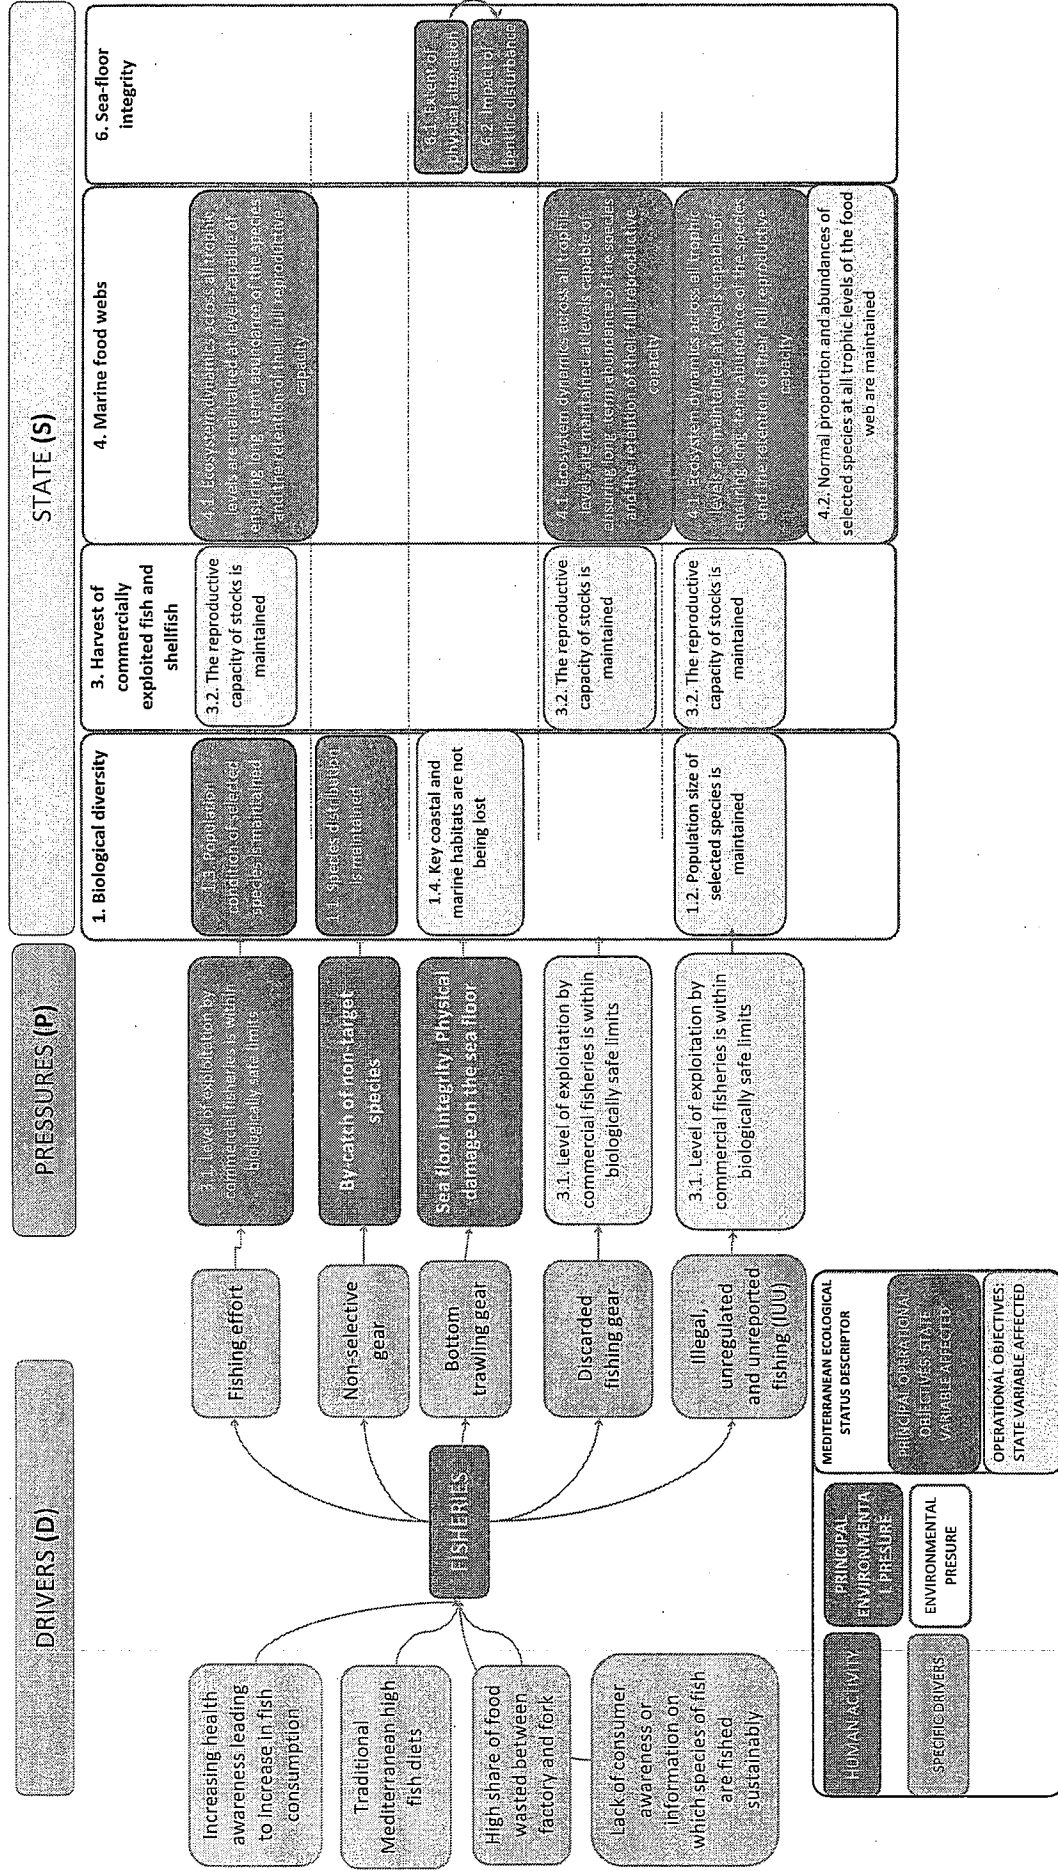 DRIVERS (D)
PRESSURES (P)
STATE (S)
1. Biological diversity
3. Harvest of
commercially
exploited fish and
shellfish
4. Marine food webs
6. Sea-floor
integrity
Increasing health
awareness leading
to Increase in fish
consumption
Traditional
Mediterranean high
fish diets
High share of food
wasted between
factory and fork
Lack of consumer
awareness or
information on
which species of fish
are fished
sustainably
FISHERIES
Fishing effort
3.1. Level of exploitation by
commercial fisheries is within
biologically safe limits
1.3. Population
condition of selected
species is maintained
3.2. The reproductive
capacity of stocks is
maintained
4.1. Ecosystem dynamics across all trophic
levels are maintained at levels capable of
ensuring long-term abundance of the species
and the retention of their full reproductive
capacity
Non-selective
gear
By-catch of non-target
species
1.1. Species distribution
is maintained
Bottom
trawling gear
Sea floor integrity. Physical
damage on the sea floor
1.4. Key coastal and
marine habitats are not
being lost
6.1. Extent of
physical alteration
6.2. Impact of
benthic disturbance
Discarded
fishing gear
3.1. Level of exploitation by
commercial fisheries is within
biologically safe limits
3.2. The reproductive
capacity of stocks is
maintained
4.1. Ecosystem dynamics across all trophic
levels are maintained at levels capable of
ensuring long-term abundance of the species
and the retention of their full reproductive
capacity
Illegal,
unregulated
and unreported
fishing (IUU)
3.1. Level of exploitation by
commercial fisheries is within
biologically safe limits
1.2. Population size of
selected species is
maintained
3.2. The reproductive
capacity of stocks is
maintained
4.1. Ecosystem dynamics across all trophic
levels are maintained at levels capable of
ensuring long-term abundance of the species
and the retention of their full reproductive
capacity
4.2. Normal proportion and abundances of
selected species at all trophic levels of the food
web are maintained
HUMAN ACTIVITY
SPECIFIC DRIVERS
PRINCIPAL
ENVIRONMENTA
L PRESURE
ENVIRONMENTAL
PRESURE
MEDITERRANEAN ECOLOGICAL
STATUS DESCRIPTOR
PRINCIPAL OPERATIONAL
OBJECTIVES: STATE
VARIABLE AFFECTED
OPERATIONAL OBJECTIVES:
STATE VARIABLE AFFECTED